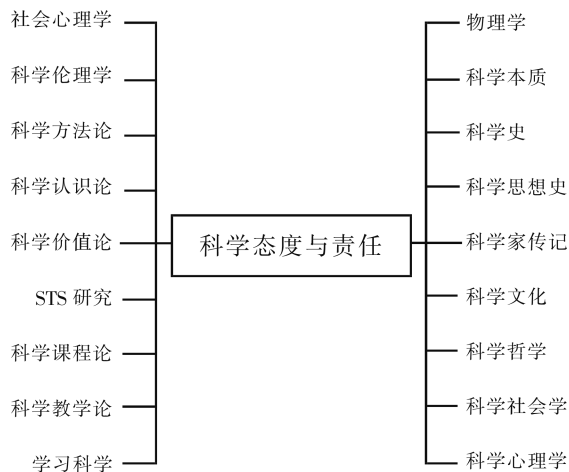 社会心理学
科学伦理学
科学方法论
科学认识论
科学价值论
STS 研究
科学课程论
科学教学论
学习科学
科学态度与责任
物理学
科学本质
科学史
科学思想史
科学家传记
科学文化
科学哲学
科学社会学
科学心理学